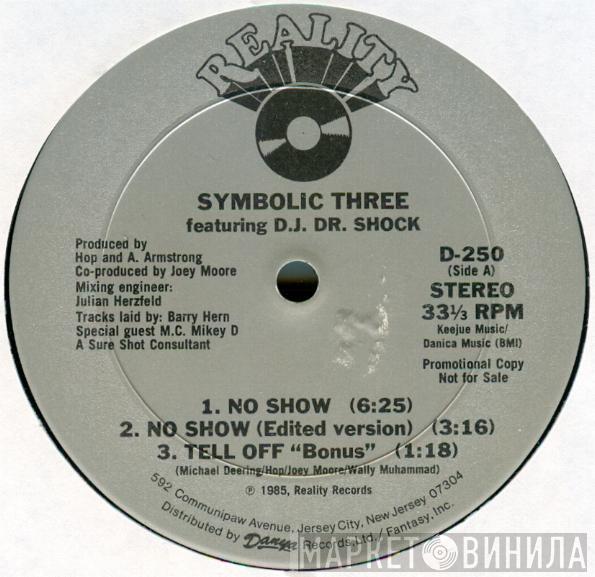 REALITY
SYMBOLIC THREE
featuring D.J. DR. SHOCK
Produced by
Hop and A. Armstrong
Co-produced by Joey Moore
Mixing engineer:
Julian Herzfeld
Tracks laid by: Barry Hern
Special guest M.C. Mikey D
A Sure Shot Consultant
D-250
(Side A)
STEREO
33⅓ RPM
Keejue Music/
Danica Music (BMI)
Promotional Copy
Not for Sale
1. NO SHOW (6:25)
2. NO SHOW (Edited version) (3:16)
3. TELL OFF “Bonus” (1:18)
(Michael Deering/Hop/Joey Moore/Wally Muhammad)
℗ 1985, Reality Records
592 Communipaw Avenue, Jersey City, New Jersey 07304
Distributed by Danya Records, Ltd. / Fantasy, Inc.
МАРКЕТ ВИНИЛА